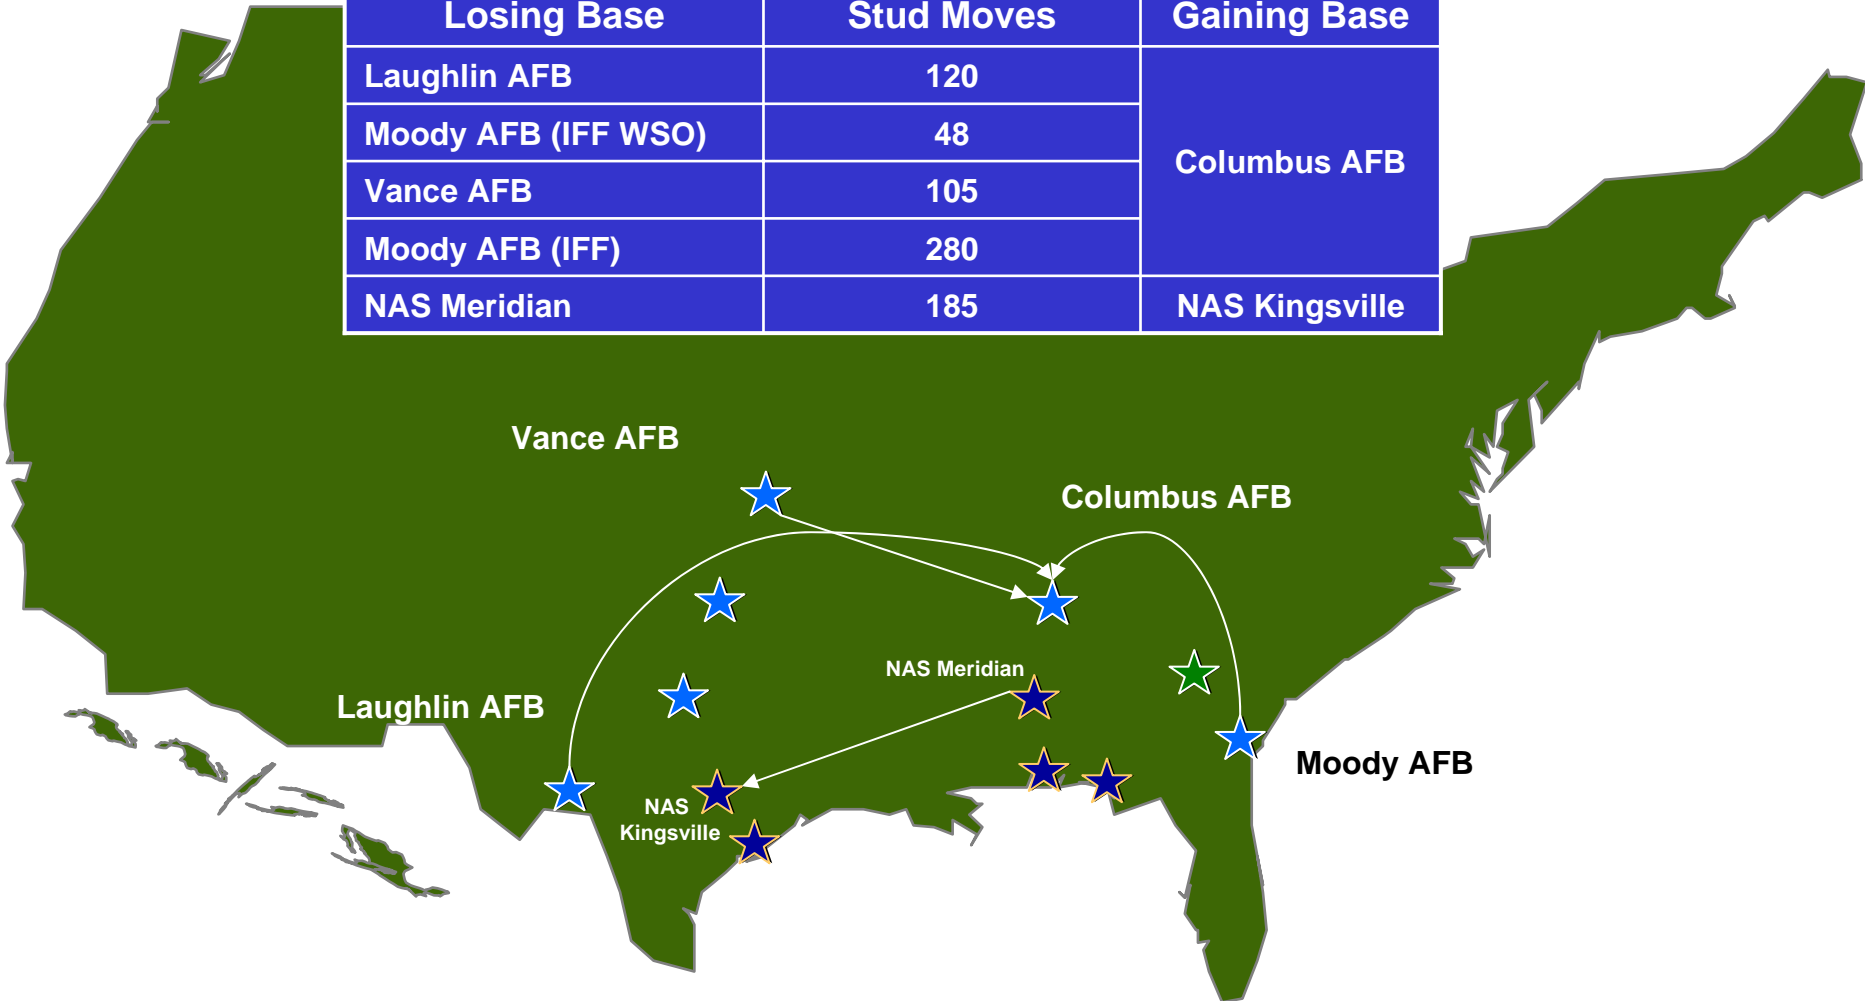 Losing Base Stud Moves Gaining Base
Laughlin AFB 120
Moody AFB (IFF WSO) 48
Columbus AFB
Vance AFB 105
Moody AFB (IFF) 280
NAS Meridian 185 NAS Kingsville
Vance AFB
Columbus AFB
NAS Meridian
Laughlin AFB
Moody AFB
NAS
Kingsville